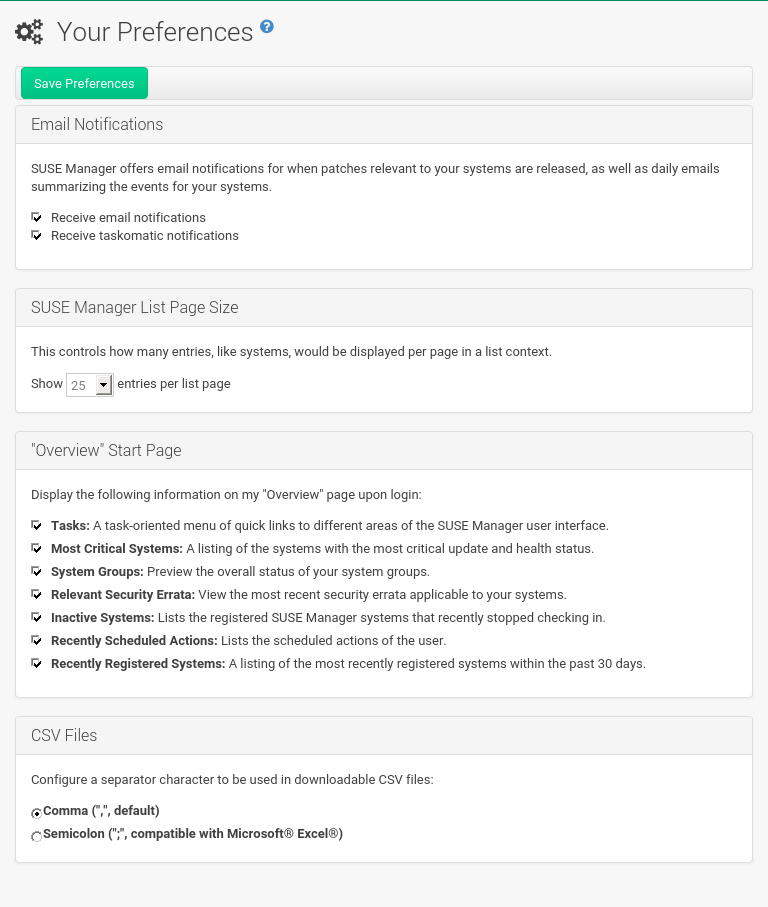 Your Preferences ?
Save Preferences
Email Notifications
SUSE Manager offers email notifications for when patches relevant to your systems are released, as well as daily emails
summarizing the events for your systems.
Receive email notifications
Receive taskomatic notifications
SUSE Manager List Page Size
This controls how many entries, like systems, would be displayed per page in a list context.
Show 25 entries per list page
"Overview" Start Page
Display the following information on my "Overview" page upon login:
Tasks: A task-oriented menu of quick links to different areas of the SUSE Manager user interface.
Most Critical Systems: A listing of the systems with the most critical update and health status.
System Groups: Preview the overall status of your system groups.
Relevant Security Errata: View the most recent security errata applicable to your systems.
Inactive Systems: Lists the registered SUSE Manager systems that recently stopped checking in.
Recently Scheduled Actions: Lists the scheduled actions of the user.
Recently Registered Systems: A listing of the most recently registered systems within the past 30 days.
CSV Files
Configure a separator character to be used in downloadable CSV files:
Comma (",", default)
Semicolon (";", compatible with Microsoft® Excel®)